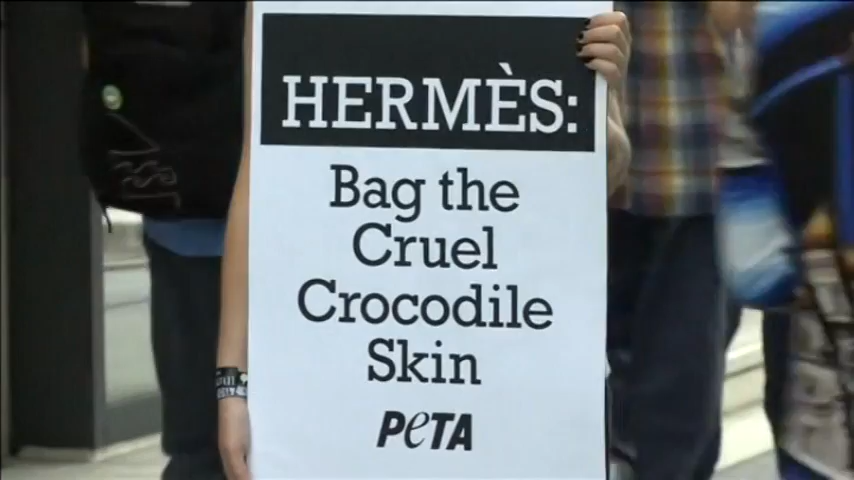 HERMÈS:
Bag the
Cruel
Crocodile
Skin
PeTA